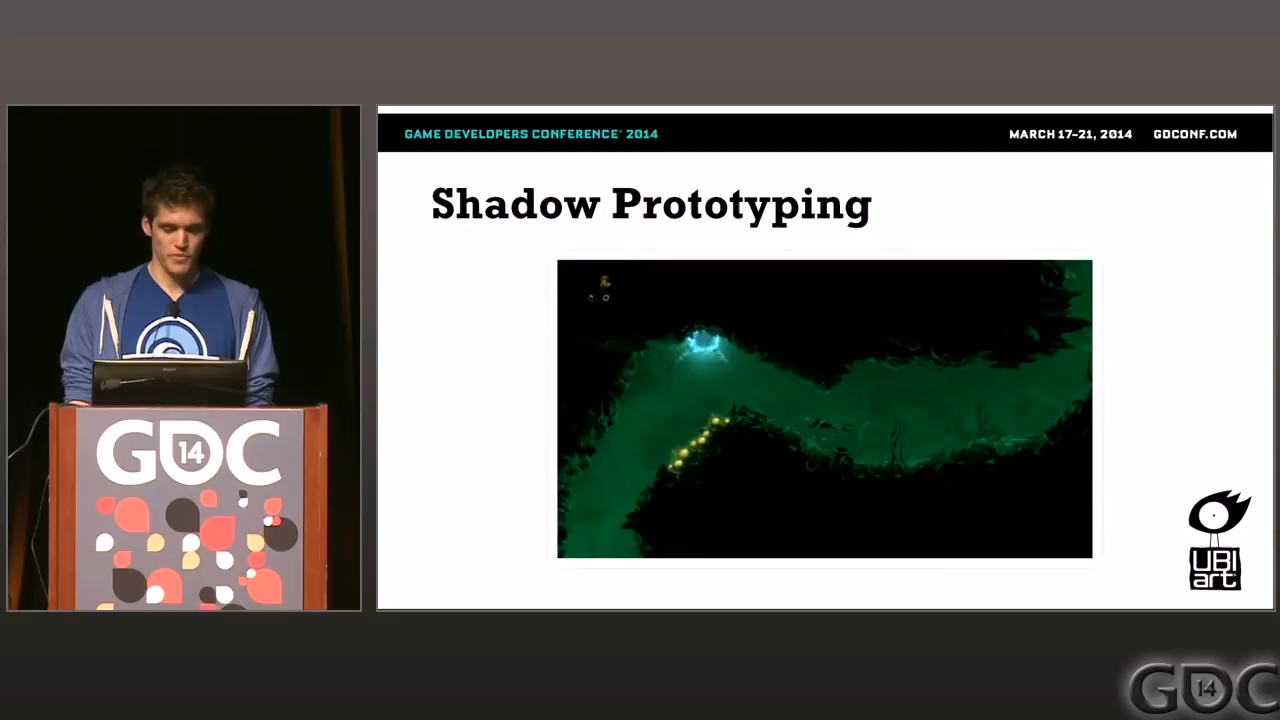 GAME DEVELOPERS CONFERENCE® 2014
MARCH 17–21, 2014 GDCONF.COM
Shadow Prototyping
GDC
14
UBI
art
GDC
14